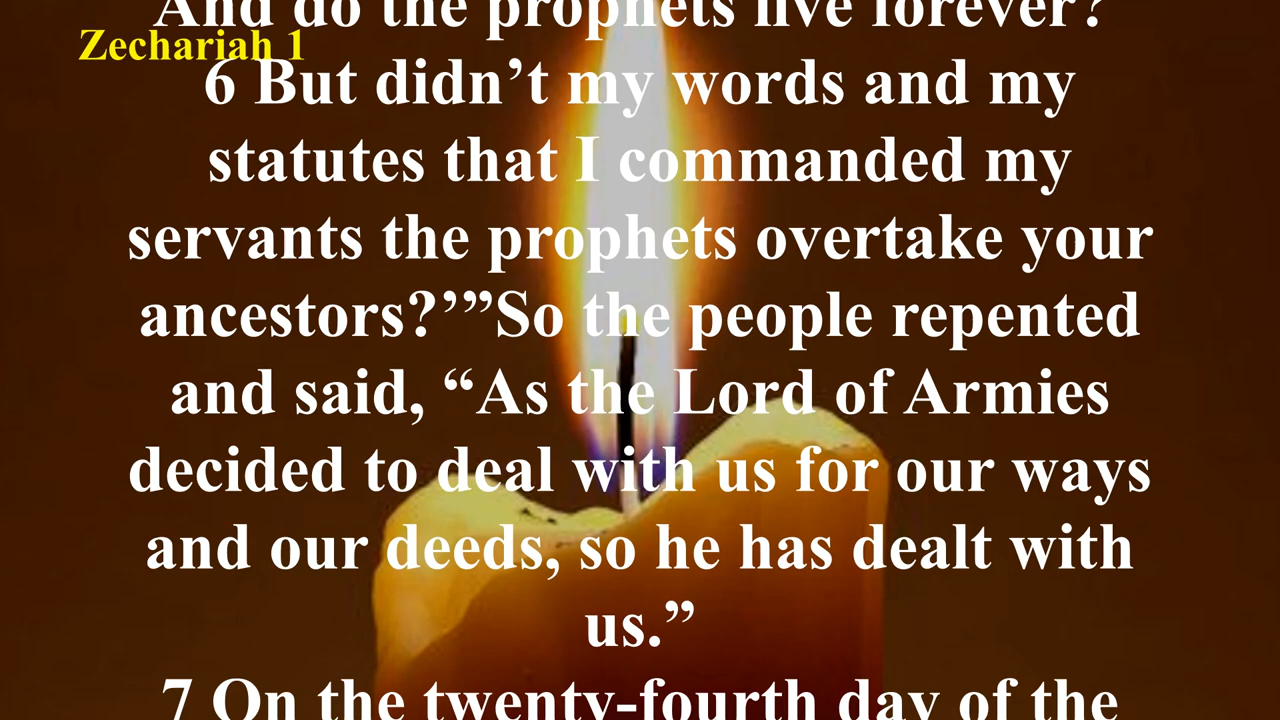 And do the prophets live forever?
Zechariah 1
6 But didn’t my words and my
statutes that I commanded my
servants the prophets overtake your
ancestors?’”So the people repented
and said, “As the Lord of Armies
decided to deal with us for our ways
and our deeds, so he has dealt with
us.”
7 On the twenty-fourth day of the